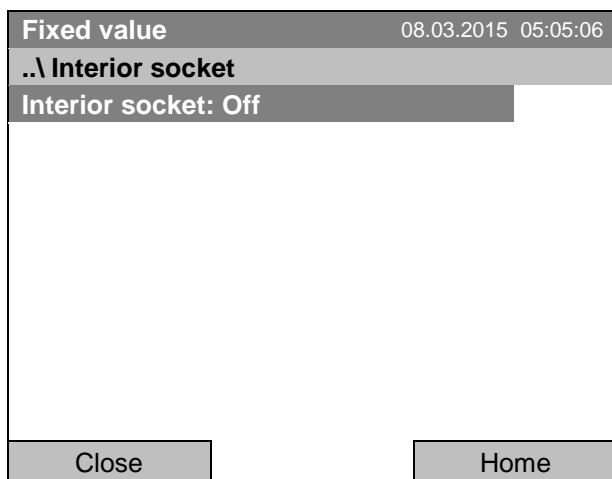 Fixed value 08.03.2015 05:05:06
..\ Interior socket
Interior socket: Off
Close Home